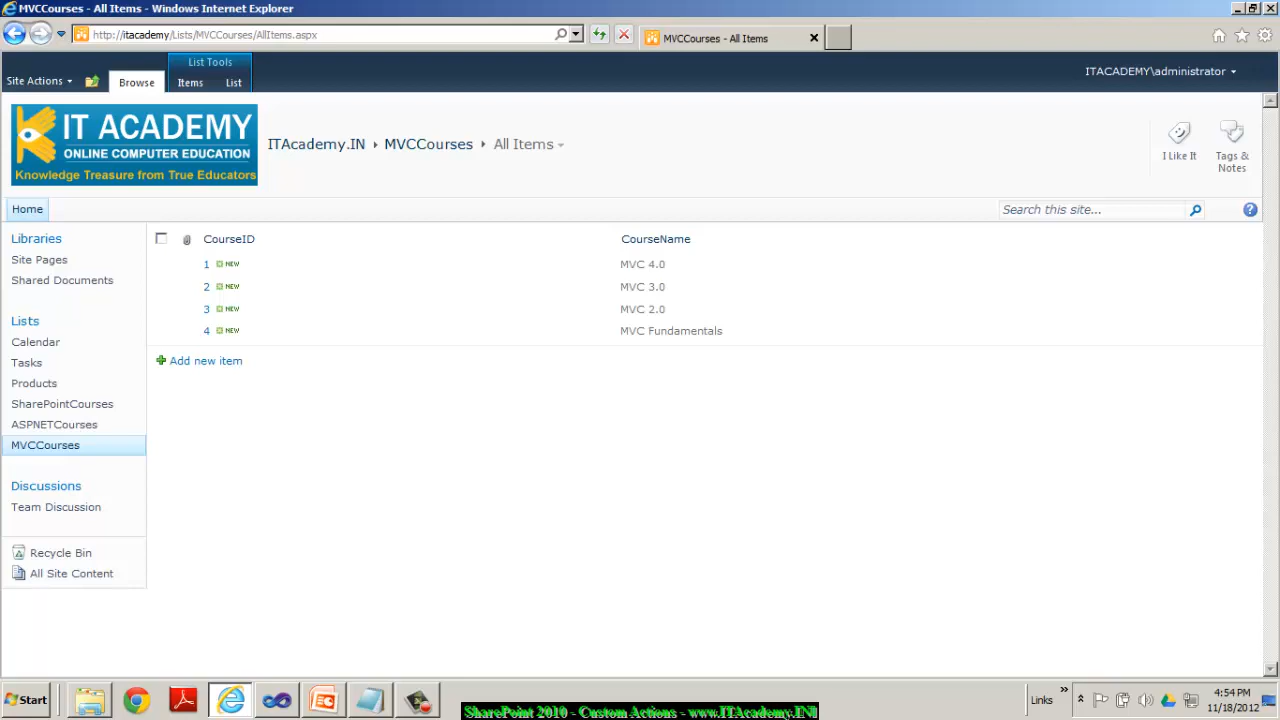 MVCCourses - All Items - Windows Internet Explorer
http://itacademy/Lists/MVCCourses/AllItems.aspx
MVCCourses - All Items
List Tools
Site Actions
Browse
Items
List
ITACADEMY\administrator
IT ACADEMY
ONLINE COMPUTER EDUCATION
Knowledge Treasure from True Educators
ITAcademy.IN
MVCCourses
All Items
I Like It
Tags &
Notes
Home
Search this site...
Libraries
Site Pages
Shared Documents
Lists
Calendar
Tasks
Products
SharePointCourses
ASPNETCourses
MVCCourses
Discussions
Team Discussion
Recycle Bin
All Site Content
CourseID CourseName
1 NEW MVC 4.0
2 NEW MVC 3.0
3 NEW MVC 2.0
4 NEW MVC Fundamentals
Add new item
Start
SharePoint 2010 - Custom Actions - www.ITAcademy.IN
Links
4:54 PM
11/18/2012